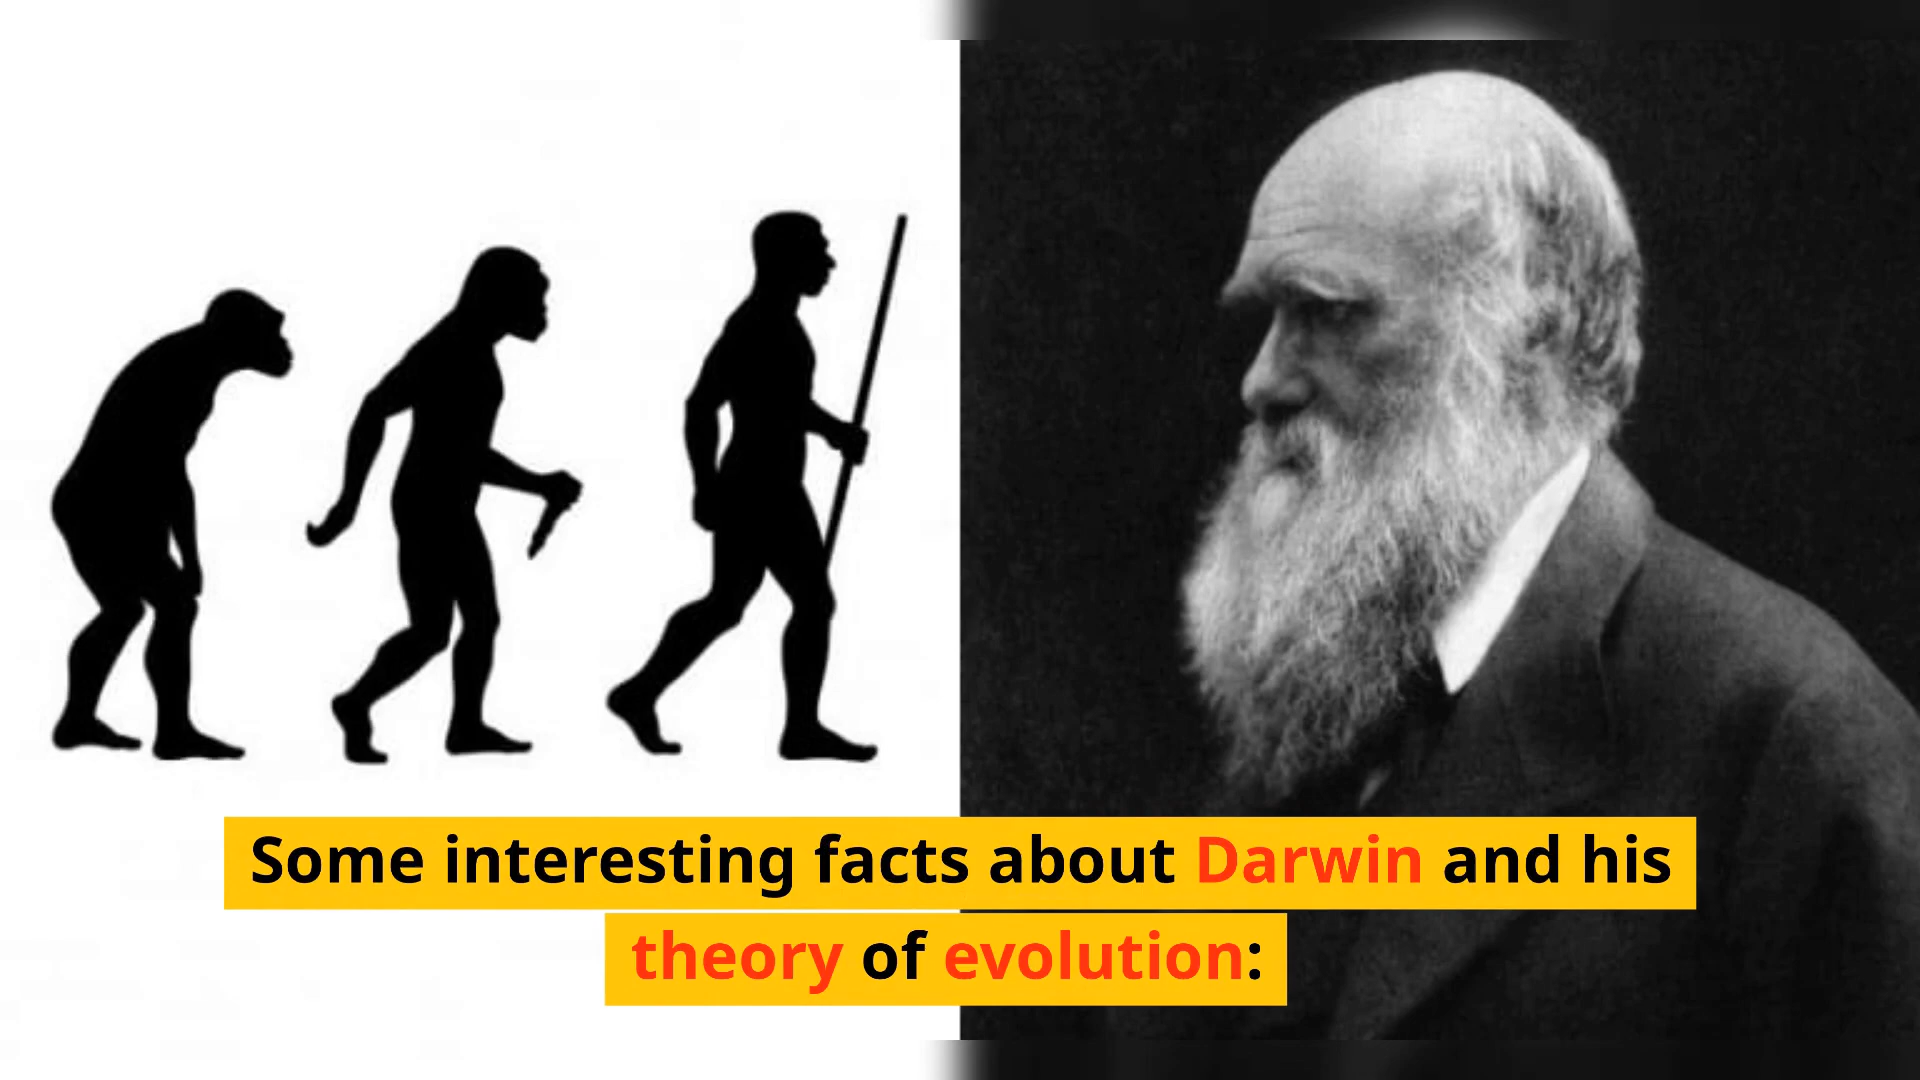 Some interesting facts about Darwin and his
theory of evolution: